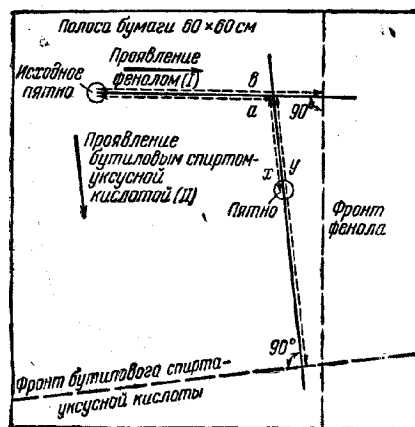 Полоса бумаги 60×60 см
Проявление
фенолом (I)
Исходное
пятно
в
а
90°
Проявление
бутиловым спиртом-
уксусной
кислотой (II)
х
у
Пятно
Фронт
фенола
90°
Фронт бутилового спирта-
уксусной кислоты